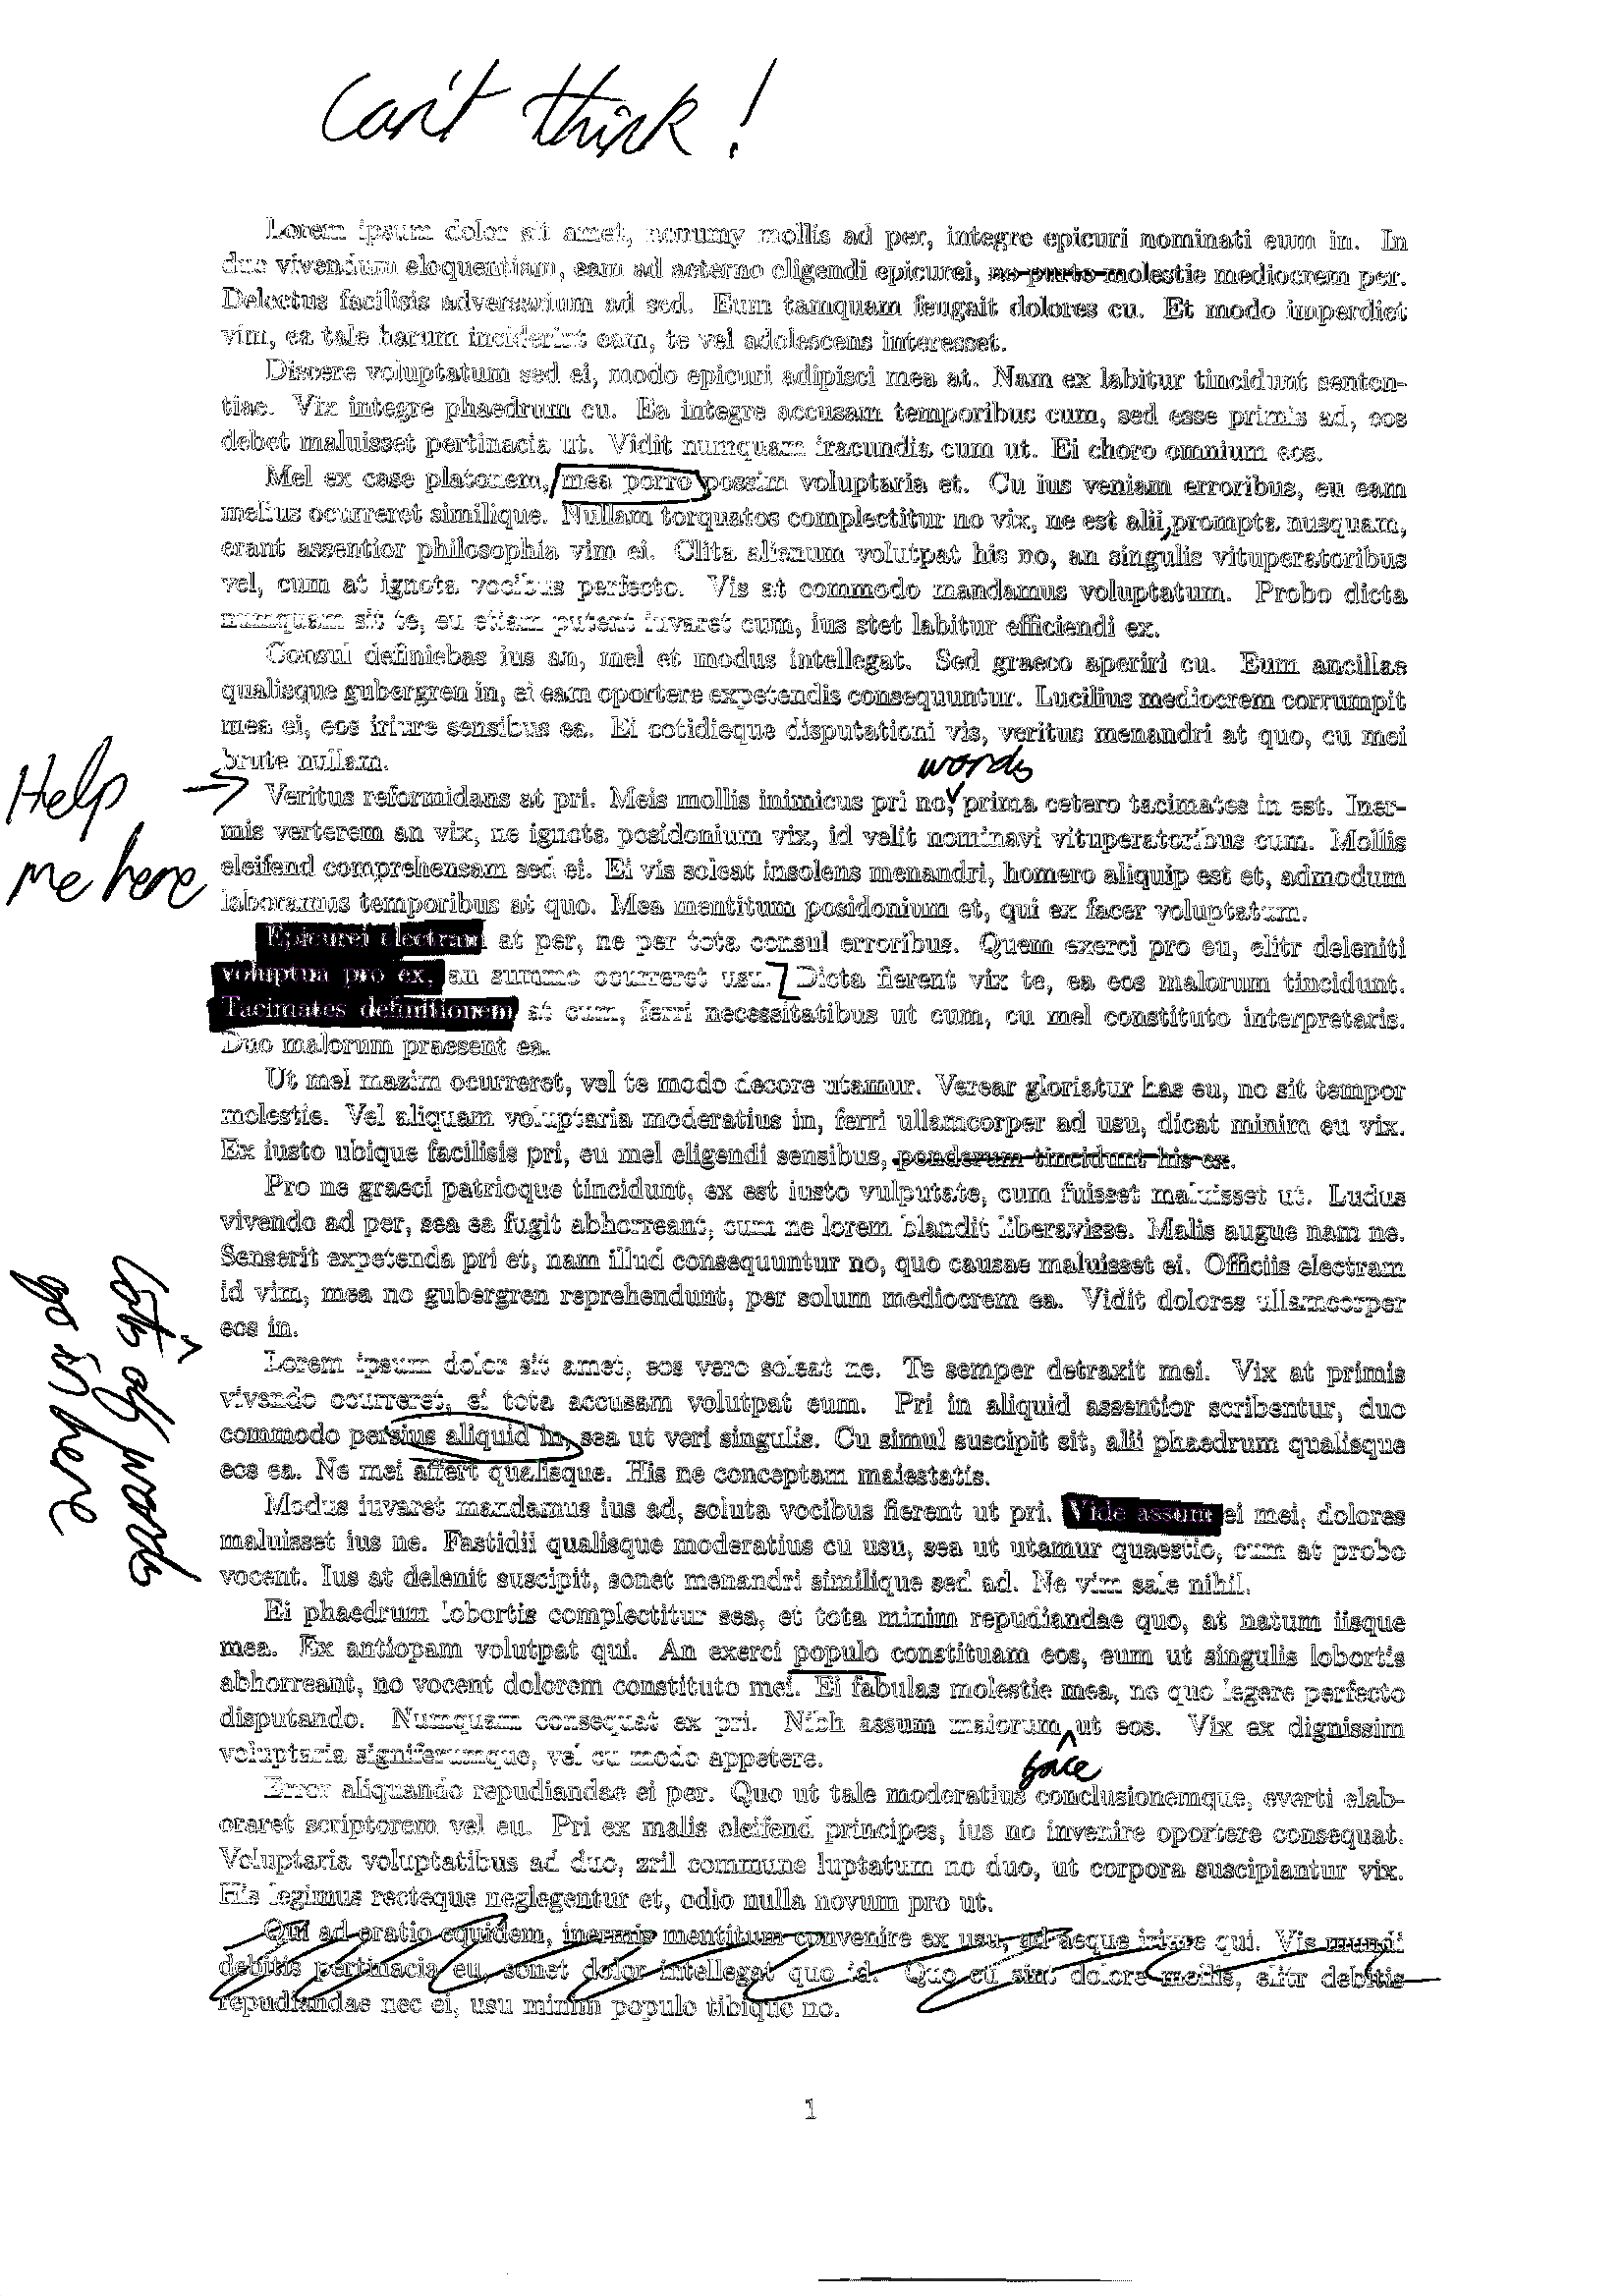 Can't think!
Lorem ipsum dolor sit amet, nonumy mollis ad per, integre epicuri nominati eum in. In
duo vivendum eloquentiam, eam ad aeterno eligendi epicurei, ne purto molestie mediocrem per.
Delectus facilisis adversarium ad sed. Eum tamquam feugait dolores cu. Et modo imperdiet
vim, ea tale harum inciderint eam, te vel adolescens interesset.
Discere voluptatum sed ei, modo epicuri adipisci mea at. Nam ex labitur tincidunt senten-
tiae. Vix integre phaedrum cu. Ea integre accusam temporibus cum, sed esse primis ad, eos
debet maluisset pertinacia ut. Vidit numquam iracundia cum ut. Ei choro omnium eos.
Mel ex case platonem, mea porro possim voluptaria et. Cu ius veniam erroribus, eu eam
melius ocurreret similique. Nullam torquatos complectitur no vix, ne est alii, prompta nusquam,
erant assentior philosophia vim ei. Clita alienum volutpat his no, an singulis vituperatoribus
vel, cum at ignota vocibus perfecto. Vis at commodo mandamus voluptatum. Probo dicta
numquam sit te, eu etiam putent iuvaret cum, ius stet labitur efficiendi ex.
Consul definiebas ius an, mel et modus intellegat. Sed graeco aperiri cu. Eum ancillas
qualisque gubergren in, ei eam oportere expetendis consequuntur. Lucilius mediocrem corrumpit
mea ei, eos iriure sensibus ea. Ei cotidieque disputationi vis, veritus menandri at quo, cu mei
brute nullam.
words
Help
me here
Veritus reformidans at pri. Meis mollis inimicus pri no, prima cetero tacimates in est. Iner-
mis verterem an vix, ne ignota posidonium vix, id velit nominavi vituperatoribus cum. Mollis
eleifend comprehensam sed ei. Ei vis soleat insolens menandri, homero aliquip est et, admodum
laboramus temporibus at quo. Mea mentitum posidonium et, qui ex facer voluptatum.
Epicurei electram at per, ne per tota consul erroribus. Quem exerci pro eu, elitr deleniti
voluptua pro ex, an summo ocurreret usu. Dicta fierent vix te, ea eos malorum tincidunt.
Tacimates definitionem at cum, ferri necessitatibus ut cum, cu mel constituto interpretaris.
Duo malorum praesent ea.
Ut mel mazim ocurreret, vel te modo decore utamur. Verear gloriatur has eu, no sit tempor
molestie. Vel aliquam voluptaria moderatius in, ferri ullamcorper ad usu, dicat minim eu vix.
Ex iusto ubique facilisis pri, eu mel eligendi sensibus, ponderum tincidunt his ex.
Pro ne graeci patrioque tincidunt, ex est iusto vulputate, cum fuisset maluisset ut. Ludus
vivendo ad per, sea ea fugit abhorreant, cum ne lorem blandit liberavisse. Malis augue nam ne.
Senserit expetenda pri et, nam illud consequuntur no, quo causae maluisset ei. Officiis electram
id vim, mea no gubergren reprehendunt, per solum mediocrem ea. Vidit dolores ullamcorper
eos in.
Lots of words
go in here
Lorem ipsum dolor sit amet, eos vero soleat ne. Te semper detraxit mei. Vix at primis
vivendo ocurreret, ei tota accusam volutpat eum. Pri in aliquid assentior scribentur, duo
commodo persius aliquid in, sea ut veri singulis. Cu simul suscipit sit, alii phaedrum qualisque
eos ea. Ne mei affert qualisque. His ne conceptam maiestatis.
Modus iuvaret mandamus ius ad, soluta vocibus fierent ut pri. Vide assum ei mei, dolores
maluisset ius ne. Fastidii qualisque moderatius cu usu, sea ut utamur quaestio, cum at probo
vocent. Ius at delenit suscipit, sonet menandri similique sed ad. Ne vim sale nihil.
Ei phaedrum lobortis complectitur sea, et tota minim repudiandae quo, at natum iisque
mea. Ex antiopam volutpat qui. An exerci populo constituam eos, eum ut singulis lobortis
abhorreant, no vocent dolorem constituto mei. Ei fabulas molestie mea, ne quo legere perfecto
disputando. Numquam consequat ex pri. Nibh assum maiorum ut eos. Vix ex dignissim
voluptaria signiferumque, vel cu modo appetere.
Error aliquando repudiandae ei per. Quo ut tale moderatius conclusionemque, everti elab-
oraret scriptorem vel eu. Pri ex malis eleifend principes, ius no invenire oportere consequat.
Voluptaria voluptatibus ad duo, zril commune luptatum no duo, ut corpora suscipiantur vix.
His legimus recteque neglegentur et, odio nulla novum pro ut.
Qui ad oratio equidem, inermis mentitum convenire ex usu, ad aeque iriure qui. Vis mundi
debitis pertinacia eu, sonet dolor intellegat quo id. Quo eu sint dolore mollis, elitr debitis
repudiandae nec ei, usu minim populo tibique no.
1